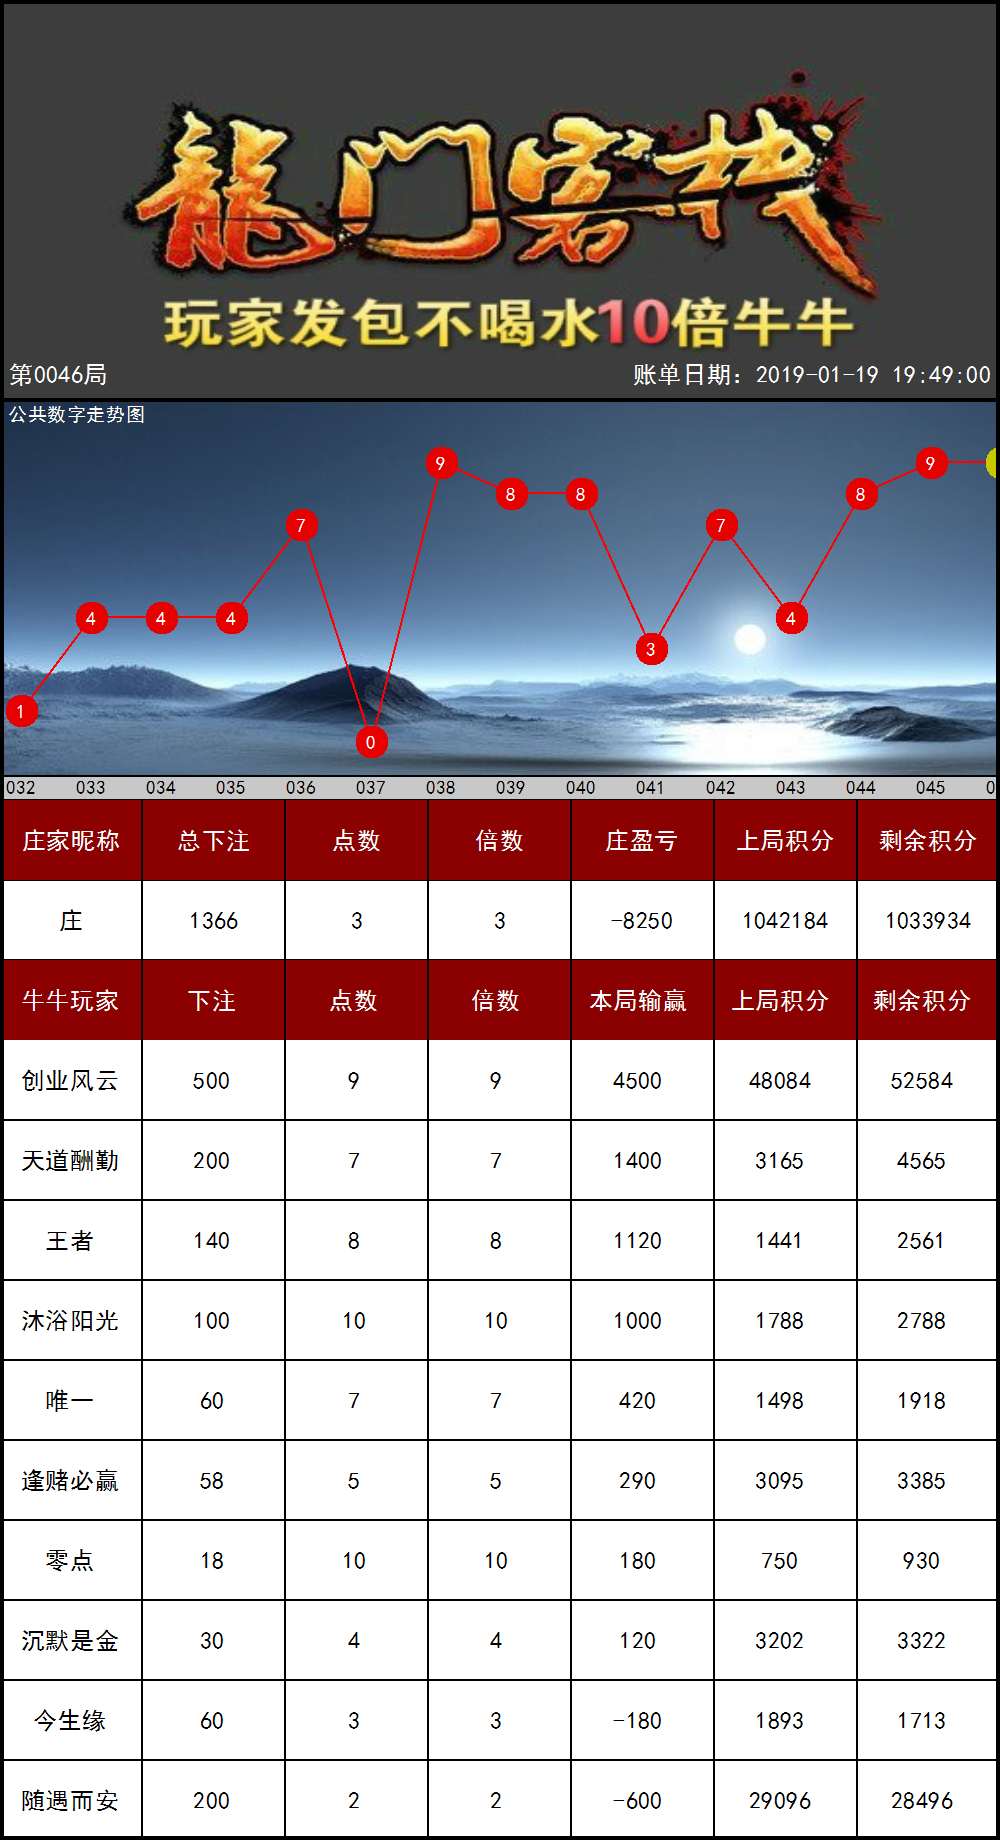 龍门客栈
玩家发包不喝水10倍牛牛
第0046局 账单日期：2019-01-19 19:49:00
公共数字走势图
1 4 4 4 7 0 9 8 8 3 7 4 8 9
032 033 034 035 036 037 038 039 040 041 042 043 044 045 0
庄家昵称 总下注 点数 倍数 庄盈亏 上局积分 剩余积分
庄 1366 3 3 -8250 1042184 1033934
牛牛玩家 下注 点数 倍数 本局输赢 上局积分 剩余积分
创业风云 500 9 9 4500 48084 52584
天道酬勤 200 7 7 1400 3165 4565
王者 140 8 8 1120 1441 2561
沐浴阳光 100 10 10 1000 1788 2788
唯一 60 7 7 420 1498 1918
逢赌必赢 58 5 5 290 3095 3385
零点 18 10 10 180 750 930
沉默是金 30 4 4 120 3202 3322
今生缘 60 3 3 -180 1893 1713
随遇而安 200 2 2 -600 29096 28496